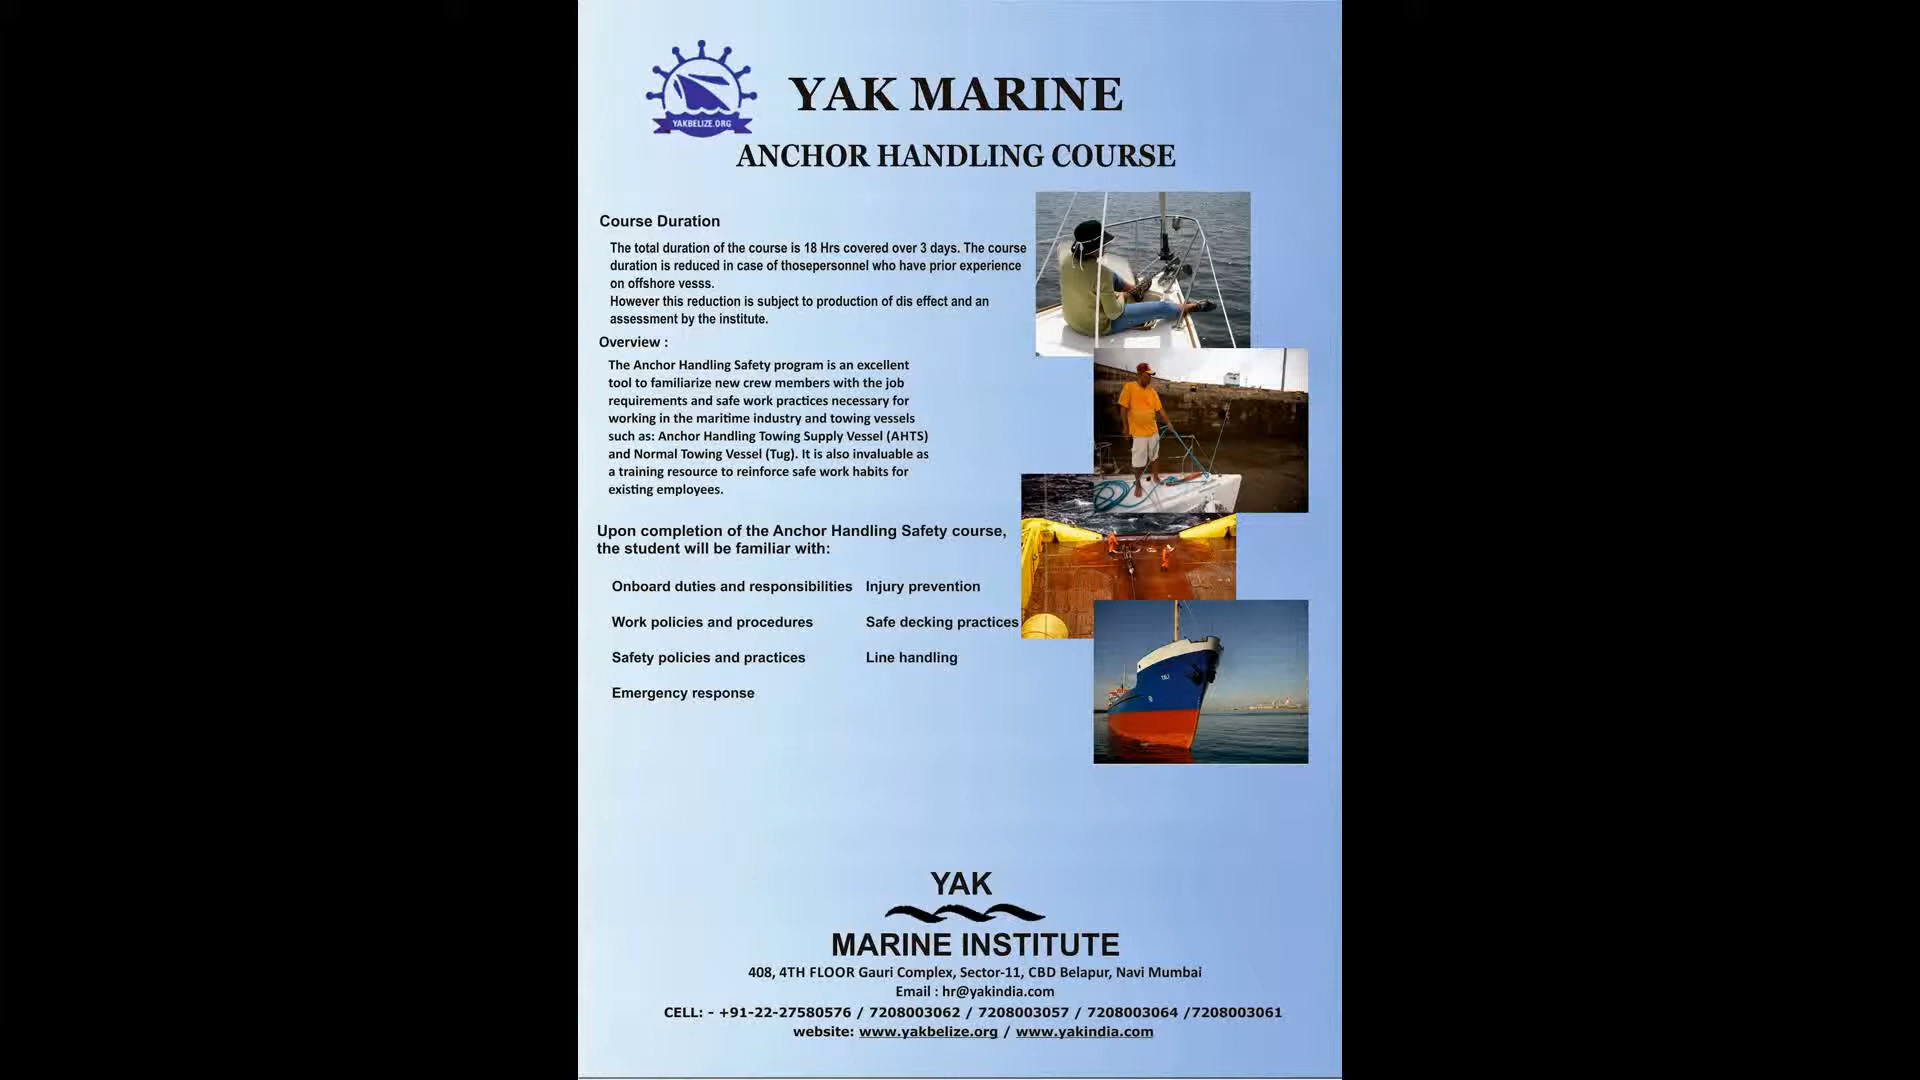 YAKBELIZE.ORG
YAK MARINE
ANCHOR HANDLING COURSE
Course Duration
The total duration of the course is 18 Hrs covered over 3 days. The course
duration is reduced in case of thosepersonnel who have prior experience
on offshore vesss.
However this reduction is subject to production of dis effect and an
assessment by the institute.
Overview :
The Anchor Handling Safety program is an excellent
tool to familiarize new crew members with the job
requirements and safe work practices necessary for
working in the maritime industry and towing vessels
such as: Anchor Handling Towing Supply Vessel (AHTS)
and Normal Towing Vessel (Tug). It is also invaluable as
a training resource to reinforce safe work habits for
existing employees.
Upon completion of the Anchor Handling Safety course,
the student will be familiar with:
Onboard duties and responsibilities
Work policies and procedures
Safety policies and practices
Emergency response
Injury prevention
Safe decking practices
Line handling
YAK
MARINE INSTITUTE
408, 4TH FLOOR Gauri Complex, Sector-11, CBD Belapur, Navi Mumbai
Email : hr@yakindia.com
CELL: - +91-22-27580576 / 7208003062 / 7208003057 / 7208003064 /7208003061
website: www.yakbelize.org / www.yakindia.com